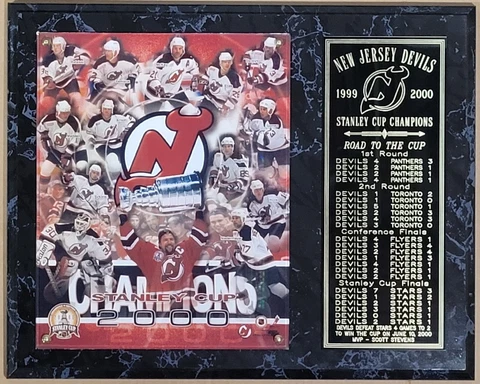 CHAMPIONS
STANLEY CUP
2000
STANLEY CUP
NEW JERSEY DEVILS
1999 2000
STANLEY CUP CHAMPIONS
ROAD TO THE CUP
1st Round
DEVILS 4 PANTHERS 3
DEVILS 2 PANTHERS 1
DEVILS 2 PANTHERS 1
DEVILS 4 PANTHERS 1
2nd Round
DEVILS 1 TORONTO 2
DEVILS 1 TORONTO 0
DEVILS 5 TORONTO 1
DEVILS 2 TORONTO 3
DEVILS 4 TORONTO 3
DEVILS 3 TORONTO 0
Conference Finals
DEVILS 4 FLYERS 1
DEVILS 3 FLYERS 4
DEVILS 2 FLYERS 4
DEVILS 1 FLYERS 3
DEVILS 4 FLYERS 1
DEVILS 2 FLYERS 1
DEVILS 2 FLYERS 1
Stanley Cup Finals
DEVILS 7 STARS 3
DEVILS 1 STARS 2
DEVILS 2 STARS 1
DEVILS 3 STARS 1
DEVILS 0 STARS 1
DEVILS 2 STARS 1
DEVILS DEFEAT STARS 4 GAMES TO 2
TO WIN THE CUP ON JUNE 10, 2000
MVP - SCOTT STEVENS